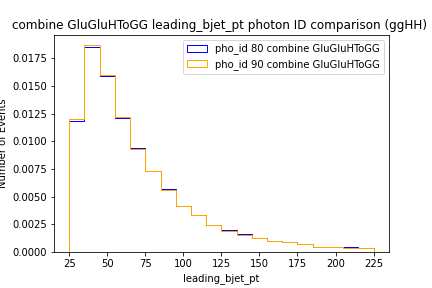 combine GluGluHToGG leading_bjet_pt photon ID comparison (ggHH)
pho_id 80 combine GluGluHToGG
pho_id 90 combine GluGluHToGG
Number of Events
0.0175
0.0150
0.0125
0.0100
0.0075
0.0050
0.0025
0.0000
25 50 75 100 125 150 175 200 225
leading_bjet_pt